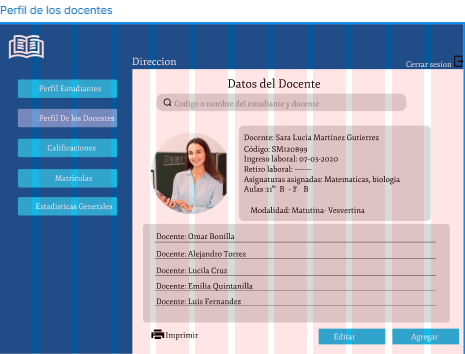 Perfil de los docentes
Direccion
Cerrar sesion
Perfil Estudiantes
Perfil De los Docentes
Calificaciones
Matriculas
Estadisticas Generales
Datos del Docente
Codigo o nombre del estudiante y docente
Docente: Sara Lucia Martinez Gutierrez
Código: SM120899
Ingreso laboral: 07-03-2020
Retiro laboral: -------
Asignaturas asignadas: Matematicas, biologia
Aulas 11 B - B
Modalidad: Matutina- Vesvertina
Docente: Omar Bonilla
Docente: Alejandro Torrez
Docente: Lucila Cruz
Docente: Emilia Quintanilla
Docente: Luis Fernandez
Imprimir
Editar
Agregar